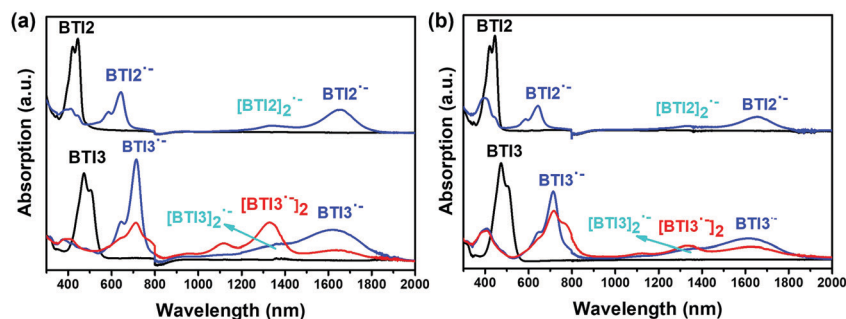 (a)
BTI2
BTI2·−
[BTI2]2·−
BTI2·−
BTI3
BTI3·−
[BTI3]2·−
[BTI3·−]2
BTI3·−
Absorption (a.u.)
400 600 800 1000 1200 1400 1600 1800 2000
Wavelength (nm)
(b)
BTI2
BTI2·−
[BTI2]2·−
BTI2·−
BTI3
BTI3·−
[BTI3]2·−
[BTI3·−]2
BTI3·−
Absorption (a.u.)
400 600 800 1000 1200 1400 1600 1800 2000
Wavelength (nm)